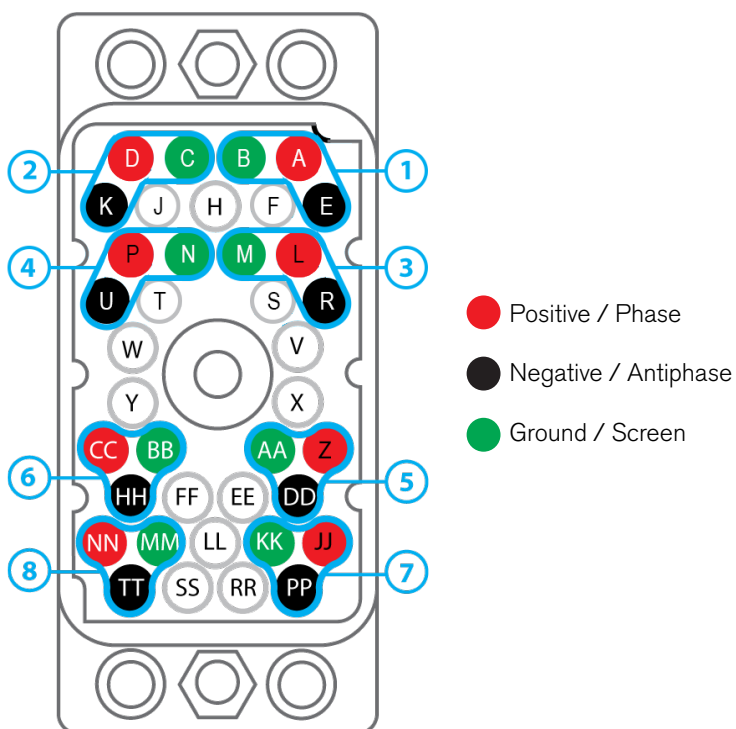 2 D C B A 1
K J H F E
4 P N M L 3
U T S R
W V
Y X
CC BB AA Z
6 HH FF EE DD 5
NN MM LL KK JJ
8 TT SS RR PP 7
Positive / Phase
Negative / Antiphase
Ground / Screen